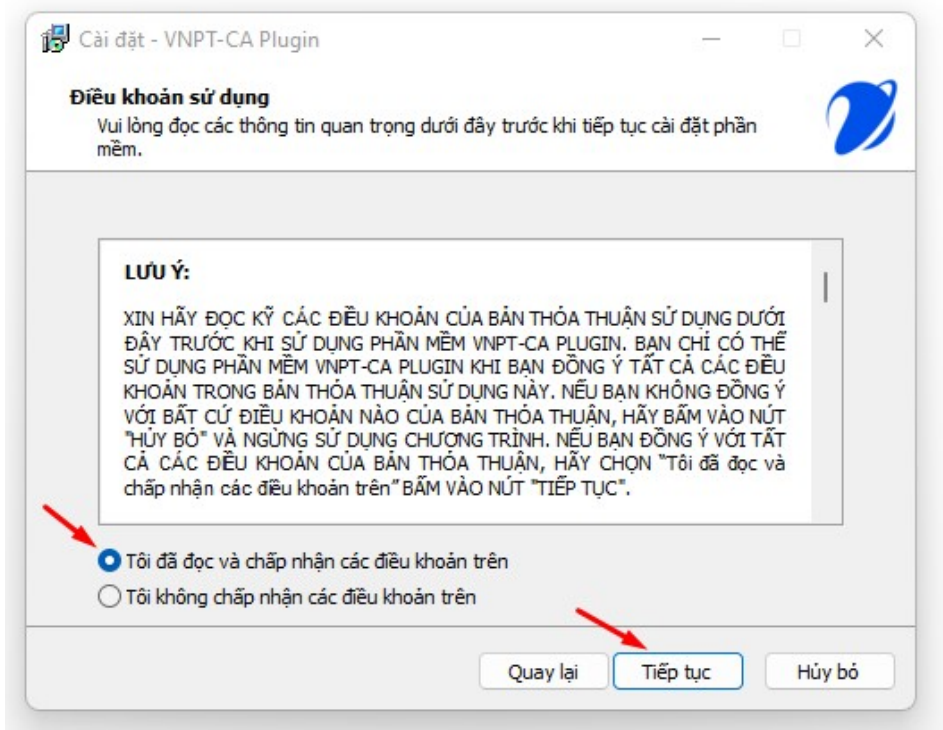 Cài đặt - VNPT-CA Plugin
Điều khoản sử dụng
Vui lòng đọc các thông tin quan trọng dưới đây trước khi tiếp tục cài đặt phần
mềm.
LƯU Ý:
XIN HÃY ĐỌC KỸ CÁC ĐIỀU KHOẢN CỦA BẢN THỎA THUẬN SỬ DỤNG DƯỚI
ĐÂY TRƯỚC KHI SỬ DỤNG PHẦN MỀM VNPT-CA PLUGIN. BẠN CHỈ CÓ THỂ
SỬ DỤNG PHẦN MỀM VNPT-CA PLUGIN KHI BẠN ĐỒNG Ý TẤT CẢ CÁC ĐIỀU
KHOẢN TRONG BẢN THỎA THUẬN SỬ DỤNG NÀY. NẾU BẠN KHÔNG ĐỒNG Ý
VỚI BẤT CỨ ĐIỀU KHOẢN NÀO CỦA BẢN THỎA THUẬN, HÃY BẤM VÀO NÚT
"HỦY BỎ" VÀ NGỪNG SỬ DỤNG CHƯƠNG TRÌNH. NẾU BẠN ĐỒNG Ý VỚI TẤT
CẢ CÁC ĐIỀU KHOẢN CỦA BẢN THỎA THUẬN, HÃY CHỌN “Tôi đã đọc và
chấp nhận các điều khoản trên” BẤM VÀO NÚT "TIẾP TỤC".
Tôi đã đọc và chấp nhận các điều khoản trên
Tôi không chấp nhận các điều khoản trên
Quay lại Tiếp tục Hủy bỏ